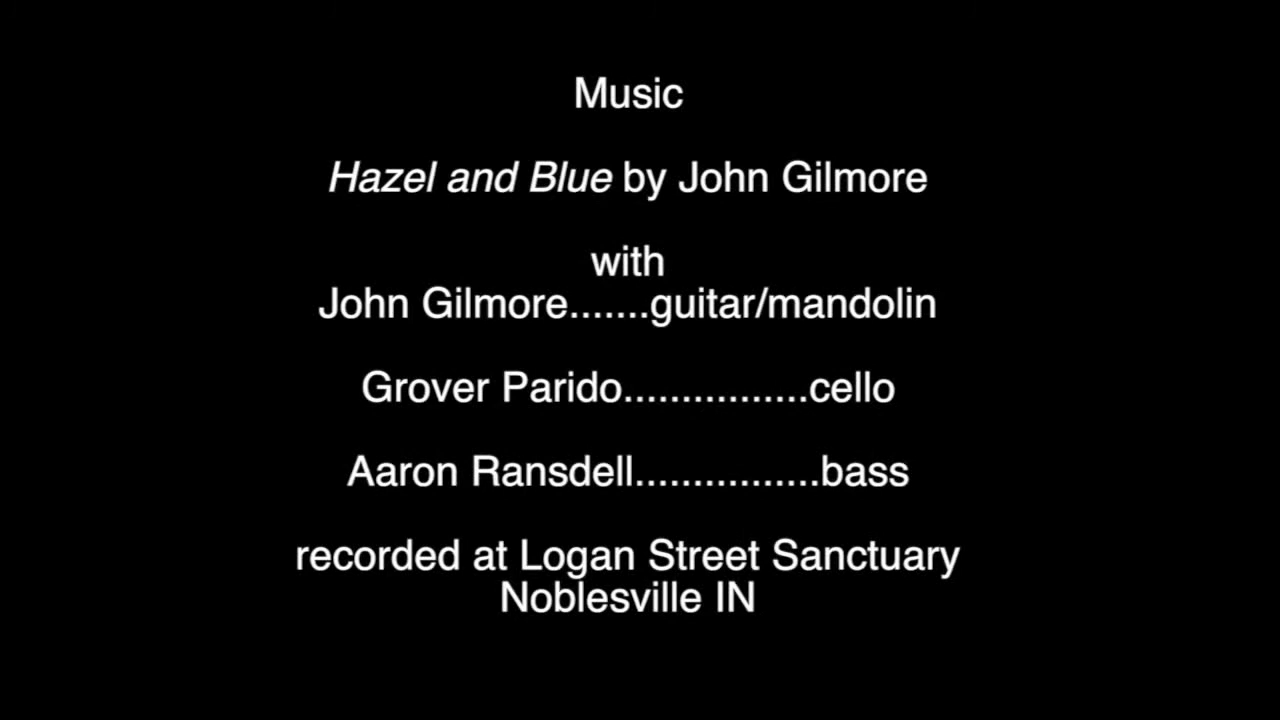 Music
Hazel and Blue by John Gilmore
with
John Gilmore.......guitar/mandolin
Grover Parido................cello
Aaron Ransdell................bass
recorded at Logan Street Sanctuary
Noblesville IN